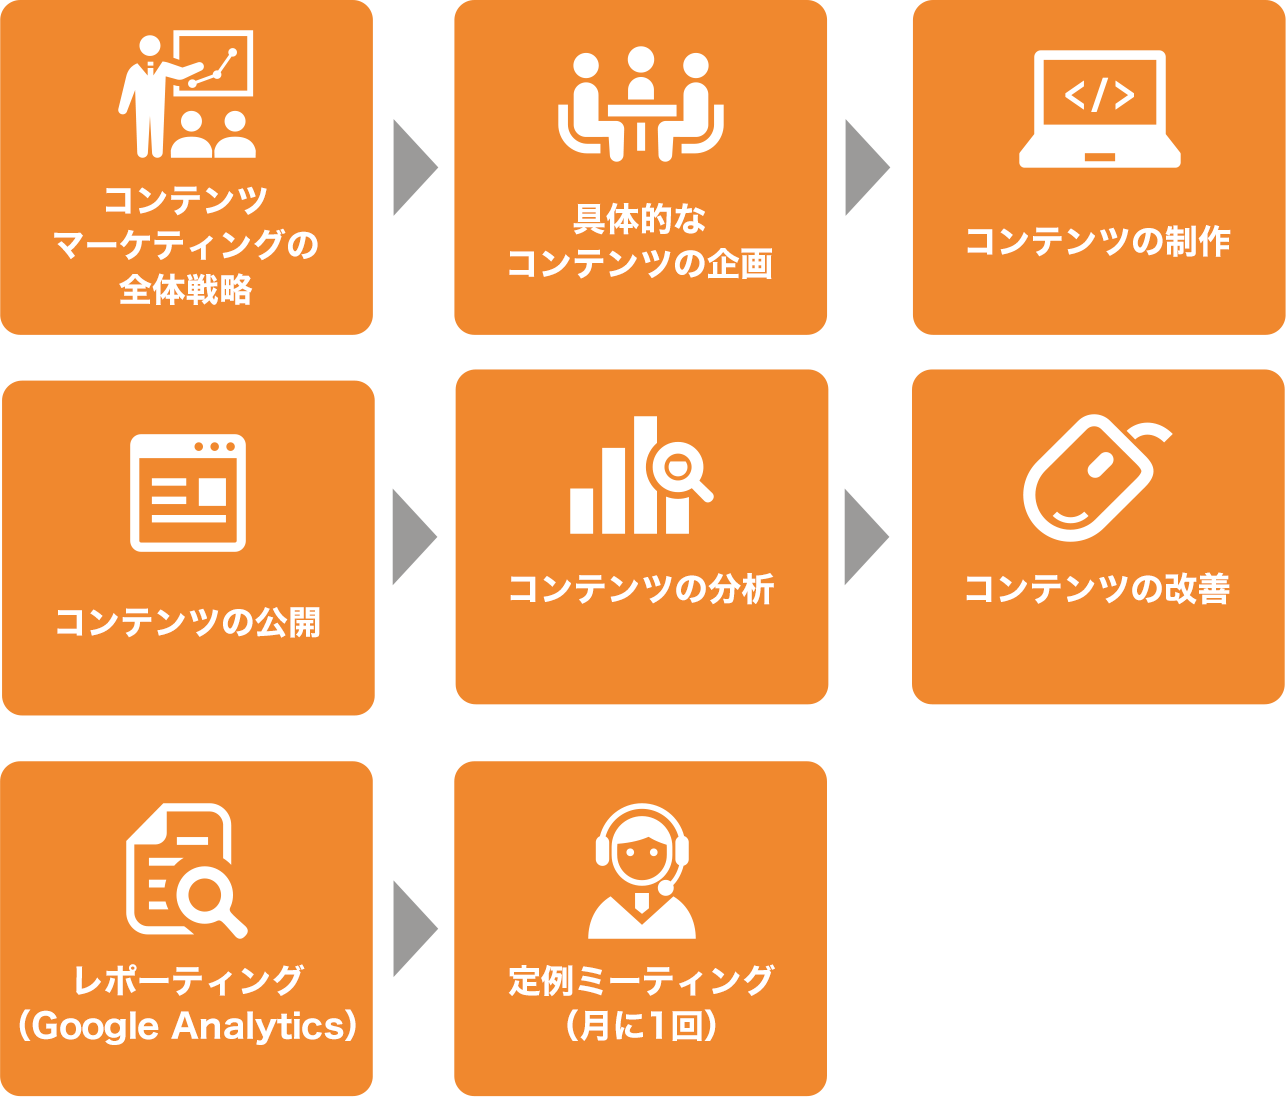 コンテンツ
マーケティングの
全体戦略
具体的な
コンテンツの企画
</>
コンテンツの制作
コンテンツの公開
コンテンツの分析
コンテンツの改善
レポーティング
（Google Analytics）
定例ミーティング
（月に1回）